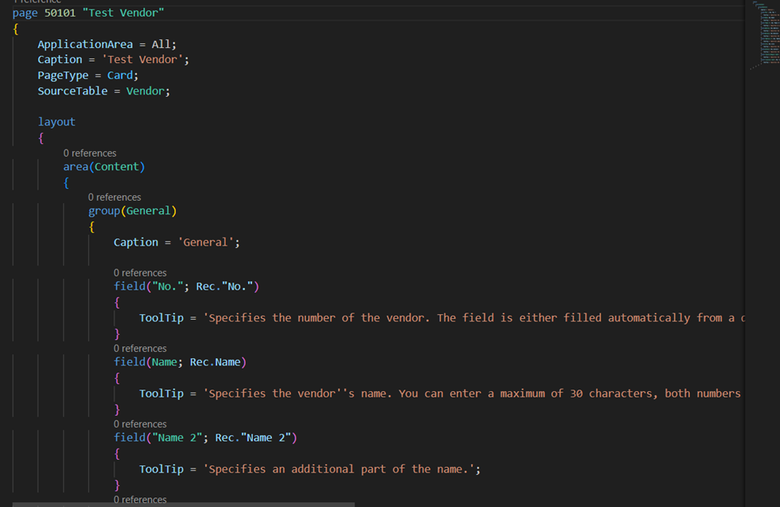 1 reference
page 50101 "Test Vendor"
{
ApplicationArea = All;
Caption = 'Test Vendor';
PageType = Card;
SourceTable = Vendor;
layout
{
0 references
area(Content)
{
0 references
group(General)
{
Caption = 'General';
0 references
field("No."; Rec."No.")
{
ToolTip = 'Specifies the number of the vendor. The field is either filled automatically from a
}
0 references
field(Name; Rec.Name)
{
ToolTip = 'Specifies the vendor''s name. You can enter a maximum of 30 characters, both numbers
}
0 references
field("Name 2"; Rec."Name 2")
{
ToolTip = 'Specifies an additional part of the name.';
}
0 references